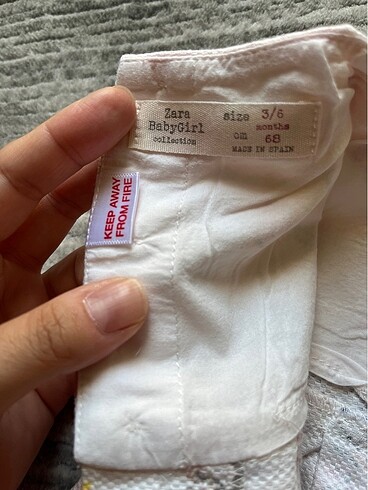 Zara
BabyGirl
collection
size 3/6
months
cm 68
MADE IN SPAIN
KEEP AWAY
FROM FIRE